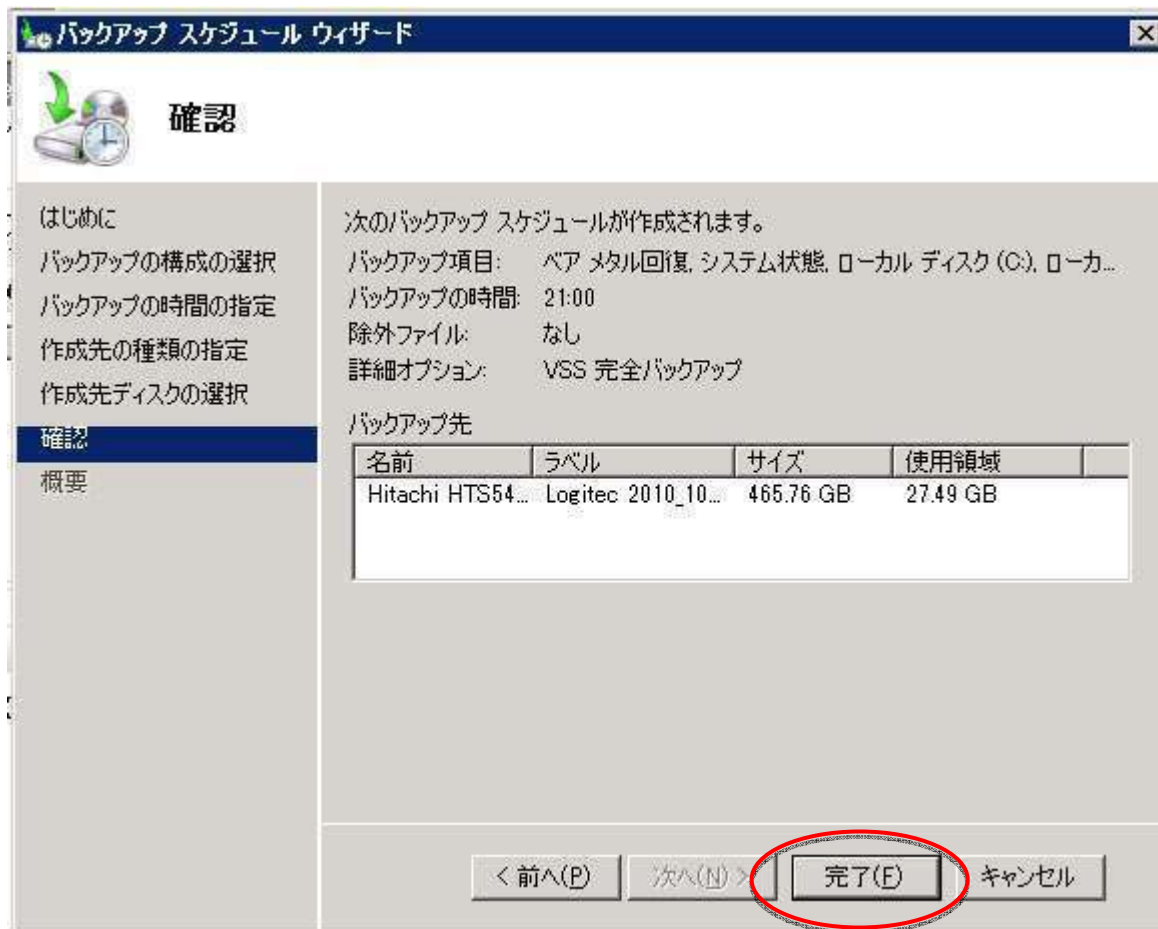 バックアップ スケジュール ウィザード
確認
はじめに
バックアップの構成の選択
バックアップの時間の指定
作成先の種類の指定
作成先ディスクの選択
確認
概要
次のバックアップ スケジュールが作成されます。
バックアップ項目: ベア メタル回復, システム状態, ローカル ディスク (C:), ローカ...
バックアップの時間: 21:00
除外ファイル: なし
詳細オプション: VSS 完全バックアップ
バックアップ先
名前 ラベル サイズ 使用領域
Hitachi HTS54... Logitec 2010_10... 465.76 GB 27.49 GB
< 前へ(P) 次へ(N) > 完了(F) キャンセル